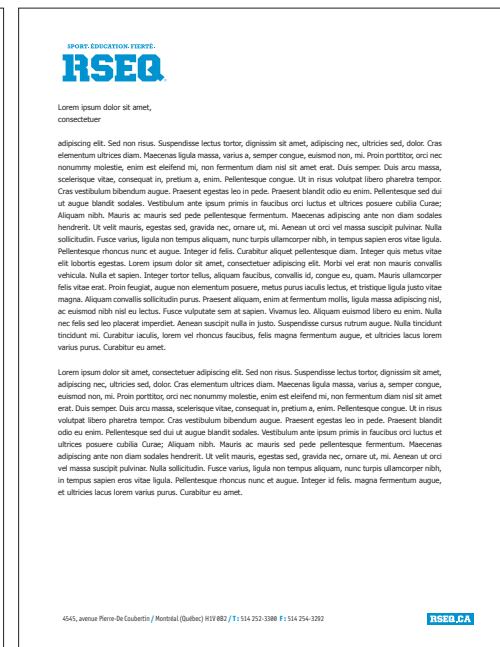 SPORT. ÉDUCATION. FIERTÉ.
RSEQ
Lorem ipsum dolor sit amet,
consectetuer
adipiscing elit. Sed non risus. Suspendisse lectus tortor, dignissim sit amet, adipiscing nec, ultricies sed, dolor. Cras
elementum ultrices diam. Maecenas ligula massa, varius a, semper congue, euismod non, mi. Proin porttitor, orci nec
nonummy molestie, enim est eleifend mi, non fermentum diam nisl sit amet erat. Duis semper. Duis arcu massa,
scelerisque vitae, consequat in, pretium a, enim. Pellentesque congue. Ut in risus volutpat libero pharetra tempor.
Cras vestibulum bibendum augue. Praesent egestas leo in pede. Praesent blandit odio eu enim. Pellentesque sed dui
ut augue blandit sodales. Vestibulum ante ipsum primis in faucibus orci luctus et ultrices posuere cubilia Curae;
Aliquam nibh. Mauris ac mauris sed pede pellentesque fermentum. Maecenas adipiscing ante non diam sodales
hendrerit. Ut velit mauris, egestas sed, gravida nec, ornare ut, mi. Aenean ut orci vel massa suscipit pulvinar. Nulla
sollicitudin. Fusce varius, ligula non tempus aliquam, nunc turpis ullamcorper nibh, in tempus sapien eros vitae ligula.
Pellentesque rhoncus nunc et augue. Integer id felis. Curabitur aliquet pellentesque diam. Integer quis metus vitae
elit lobortis egestas. Lorem ipsum dolor sit amet, consectetuer adipiscing elit. Morbi vel erat non mauris convallis
vehicula. Nulla et sapien. Integer tortor tellus, aliquam faucibus, convallis id, congue eu, quam. Mauris ullamcorper
felis vitae erat. Proin feugiat, augue non elementum posuere, metus purus iaculis lectus, et tristique ligula justo vitae
magna. Aliquam convallis sollicitudin purus. Praesent aliquam, enim at fermentum mollis, ligula massa adipiscing nisl,
ac euismod nibh nisl eu lectus. Fusce vulputate sem at sapien. Vivamus leo. Aliquam euismod libero eu enim. Nulla
nec felis sed leo placerat imperdiet. Aenean suscipit nulla in justo. Suspendisse cursus rutrum augue. Nulla tincidunt
tincidunt mi. Curabitur iaculis, lorem vel rhoncus faucibus, felis magna fermentum augue, et ultricies lacus lorem
varius purus. Curabitur eu amet.
Lorem ipsum dolor sit amet, consectetuer adipiscing elit. Sed non risus. Suspendisse lectus tortor, dignissim sit amet,
adipiscing nec, ultricies sed, dolor. Cras elementum ultrices diam. Maecenas ligula massa, varius a, semper congue,
euismod non, mi. Proin porttitor, orci nec nonummy molestie, enim est eleifend mi, non fermentum diam nisl sit amet
erat. Duis semper. Duis arcu massa, scelerisque vitae, consequat in, pretium a, enim. Pellentesque congue. Ut in risus
volutpat libero pharetra tempor. Cras vestibulum bibendum augue. Praesent egestas leo in pede. Praesent blandit
odio eu enim. Pellentesque sed dui ut augue blandit sodales. Vestibulum ante ipsum primis in faucibus orci luctus et
ultrices posuere cubilia Curae; Aliquam nibh. Mauris ac mauris sed pede pellentesque fermentum. Maecenas
adipiscing ante non diam sodales hendrerit. Ut velit mauris, egestas sed, gravida nec, ornare ut, mi. Aenean ut orci
vel massa suscipit pulvinar. Nulla sollicitudin. Fusce varius, ligula non tempus aliquam, nunc turpis ullamcorper nibh,
in tempus sapien eros vitae ligula. Pellentesque rhoncus nunc et augue. Integer id felis. magna fermentum augue,
et ultricies lacus lorem varius purus. Curabitur eu amet.
4545, avenue Pierre-De Coubertin / Montréal (Québec) H1V 0B2 / T : 514 252-3300 F : 514 254-3292
RSEQ.CA